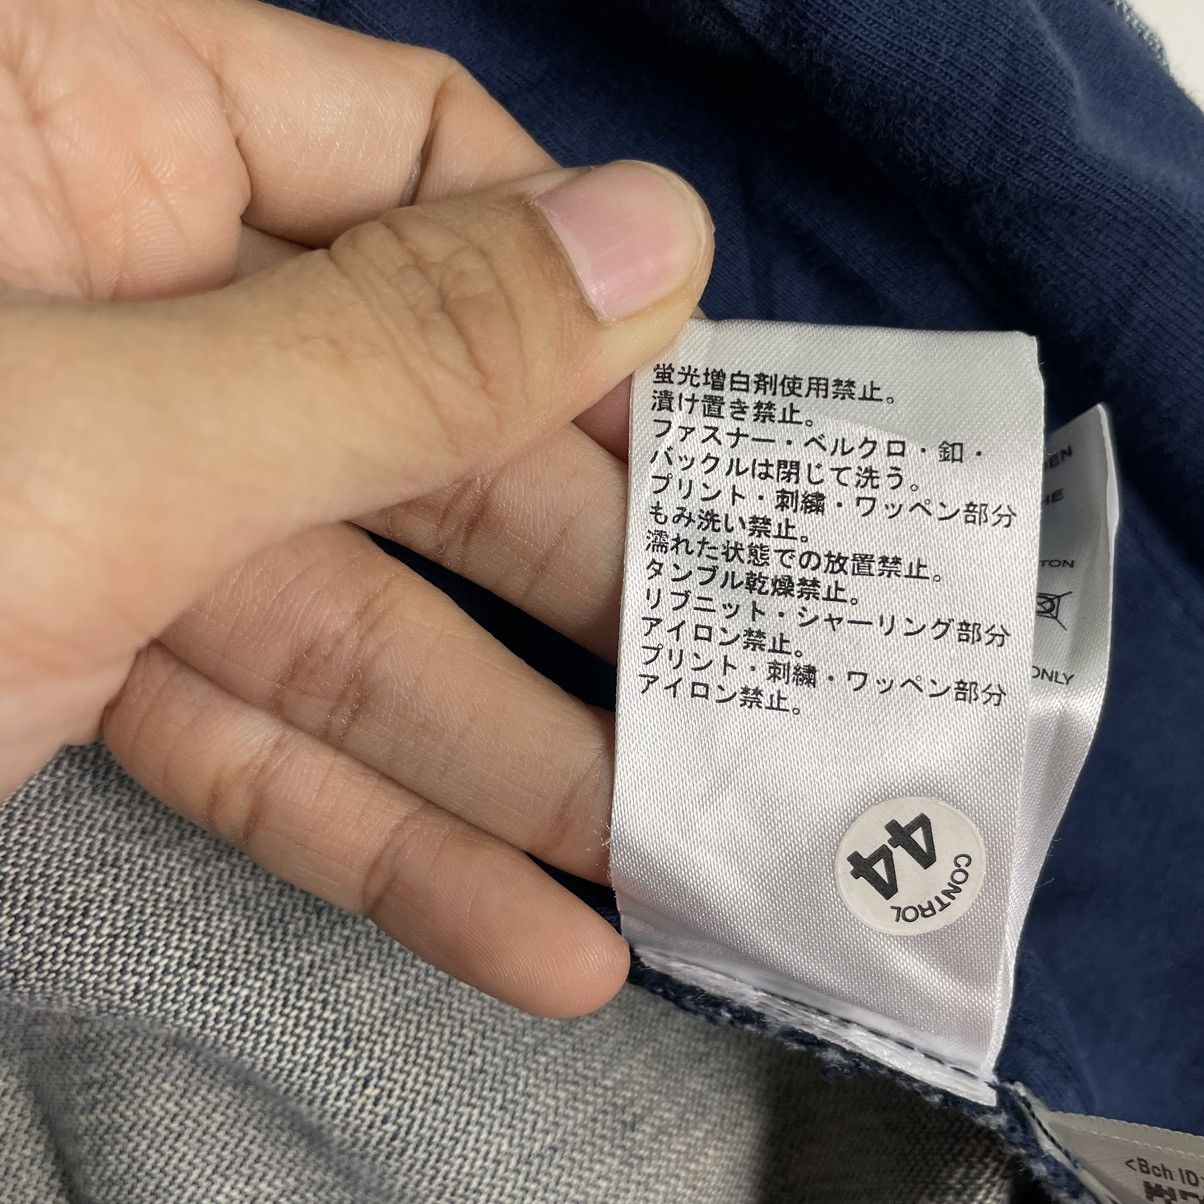 蛍光増白剤使用禁止。
漬け置き禁止。
ファスナー・ベルクロ・釦・
バックルは閉じて洗う。
プリント・刺繍・ワッペン部分
もみ洗い禁止。
濡れた状態での放置禁止。
タンブル乾燥禁止。
リブニット・シャーリング部分
アイロン禁止。
プリント・刺繍・ワッペン部分
アイロン禁止。
44
CONTROL
ONLY
<8ch